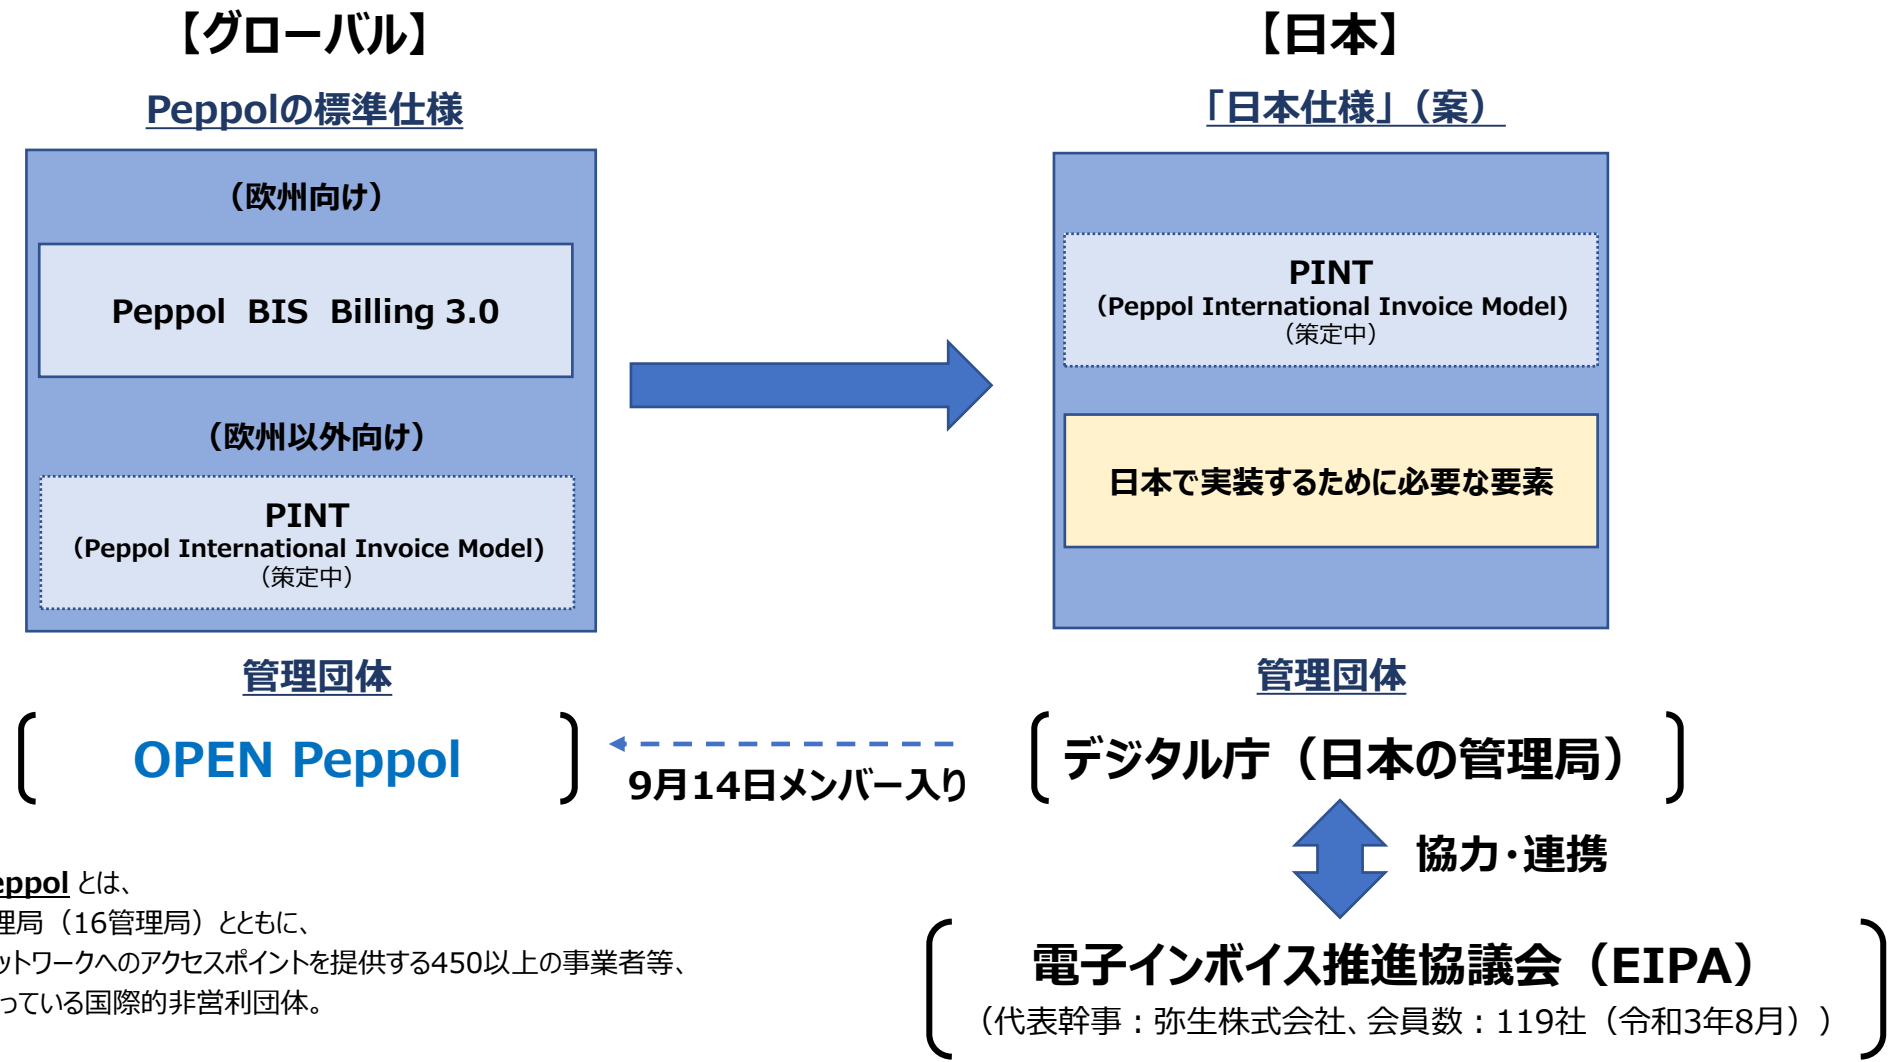 【グローバル】
Peppolの標準仕様
（欧州向け）
Peppol BIS Billing 3.0
（欧州以外向け）
PINT
（Peppol International Invoice Model）
（策定中）
管理団体
OPEN Peppol
9月14日メンバー入り
【日本】
「日本仕様」（案）
PINT
（Peppol International Invoice Model）
（策定中）
日本で実装するために必要な要素
管理団体
デジタル庁（日本の管理局）
協力・連携
電子インボイス推進協議会（EIPA）
（代表幹事：弥生株式会社、会員数：119社（令和3年8月））
eppol とは、
理局（16管理局）とともに、
ットワークへのアクセスポイントを提供する450以上の事業者等、
っている国際的非営利団体。